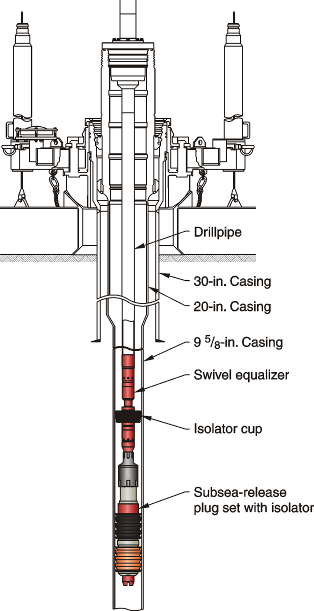 Drillpipe
30-in. Casing
20-in. Casing
9 5/8-in. Casing
Swivel equalizer
Isolator cup
Subsea-release
plug set with isolator